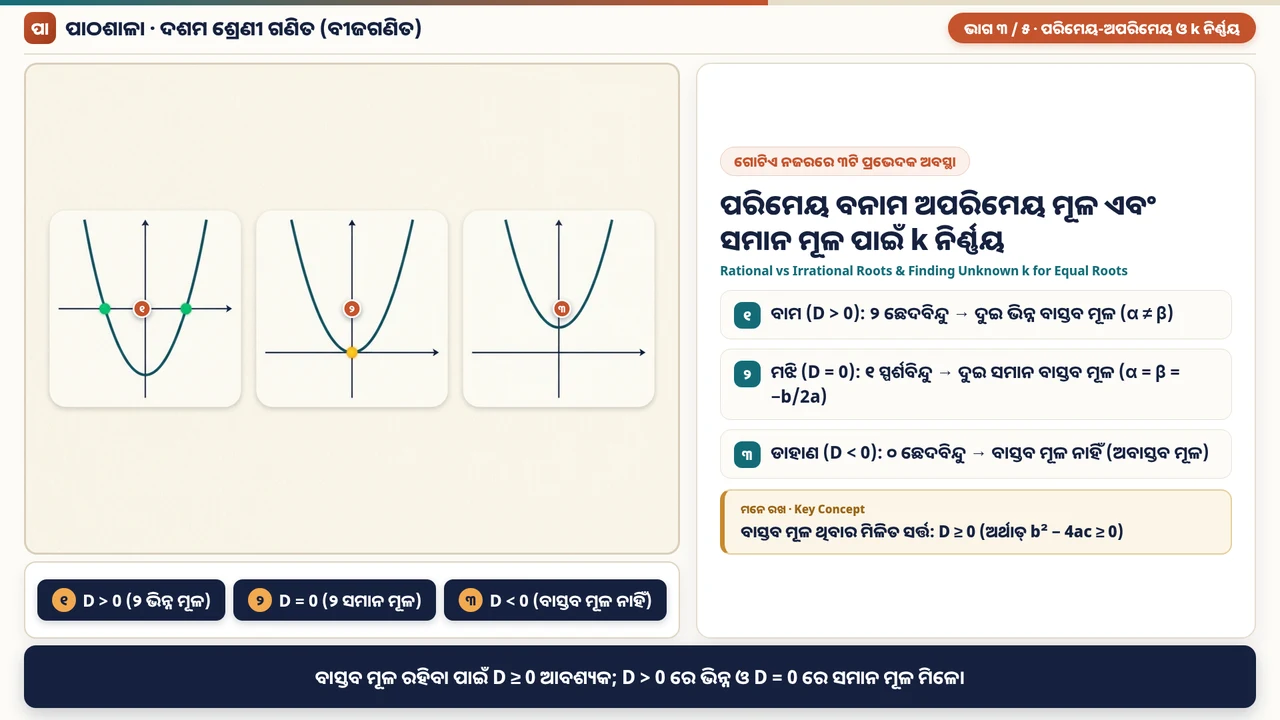 ପା ପାଠଶାଳା · ଦଶମ ଶ୍ରେଣୀ ଗଣିତ (ବୀଜଗଣିତ)
ଭାଗ ୩ / ୫ · ପରିମେୟ-ଅପରିମେୟ ଓ k ନିର୍ଣ୍ଣୟ
୧
୨
୩
୧ D > 0 (୨ ଭିନ୍ନ ମୂଳ)
୨ D = 0 (୨ ସମାନ ମୂଳ)
୩ D < 0 (ବାସ୍ତବ ମୂଳ ନାହିଁ)
ଗୋଟିଏ ନଜରରେ ୩ଟି ପ୍ରଭେଦକ ଅବସ୍ଥା
ପରିମେୟ ବନାମ ଅପରିମେୟ ମୂଳ ଏବଂ
ସମାନ ମୂଳ ପାଇଁ k ନିର୍ଣ୍ଣୟ
Rational vs Irrational Roots & Finding Unknown k for Equal Roots
୧ ବାମ (D > 0): ୨ ଛେଦବିନ୍ଦୁ → ଦୁଇ ଭିନ୍ନ ବାସ୍ତବ ମୂଳ (α ≠ β)
୨ ମଝି (D = 0): ୧ ସ୍ପର୍ଶବିନ୍ଦୁ → ଦୁଇ ସମାନ ବାସ୍ତବ ମୂଳ (α = β =
−b/2a)
୩ ଡାହାଣ (D < 0): ୦ ଛେଦବିନ୍ଦୁ → ବାସ୍ତବ ମୂଳ ନାହିଁ (ଅବାସ୍ତବ ମୂଳ)
ମନେ ରଖ · Key Concept
ବାସ୍ତବ ମୂଳ ଥିବାର ମିଳିତ ସର୍ତ୍ତ: D ≥ 0 (ଅର୍ଥାତ୍ b² − 4ac ≥ 0)
ବାସ୍ତବ ମୂଳ ରହିବା ପାଇଁ D ≥ 0 ଆବଶ୍ୟକ; D > 0 ରେ ଭିନ୍ନ ଓ D = 0 ରେ ସମାନ ମୂଳ ମିଳେ।